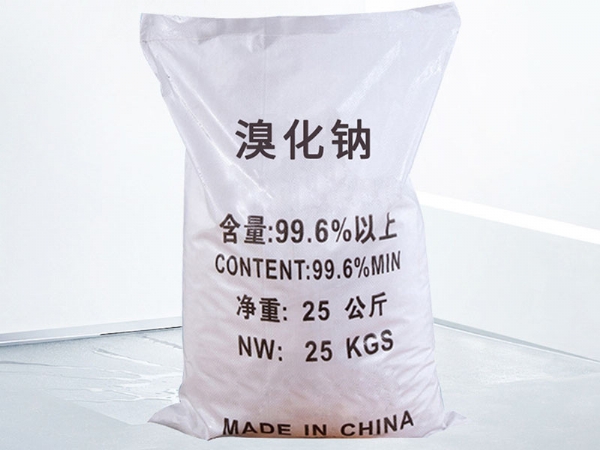 溴化钠
含量:99.6%以上
CONTENT:99.6%MIN
净重: 25 公斤
NW: 25 KGS
MADE IN CHINA